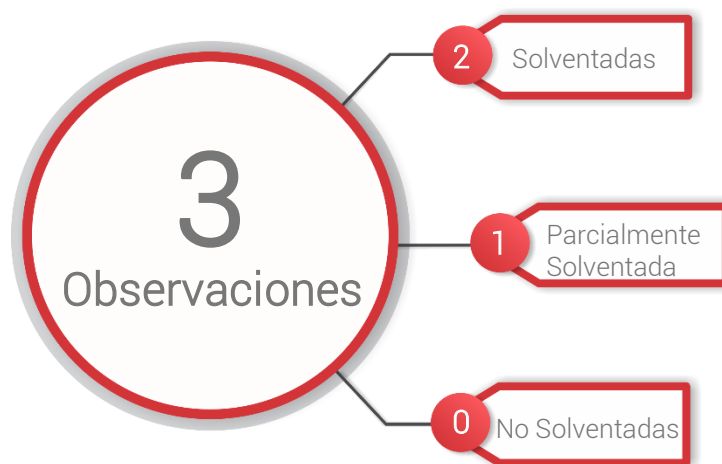 3
Observaciones
2
Solventadas
1
Parcialmente
Solventada
0
No Solventadas